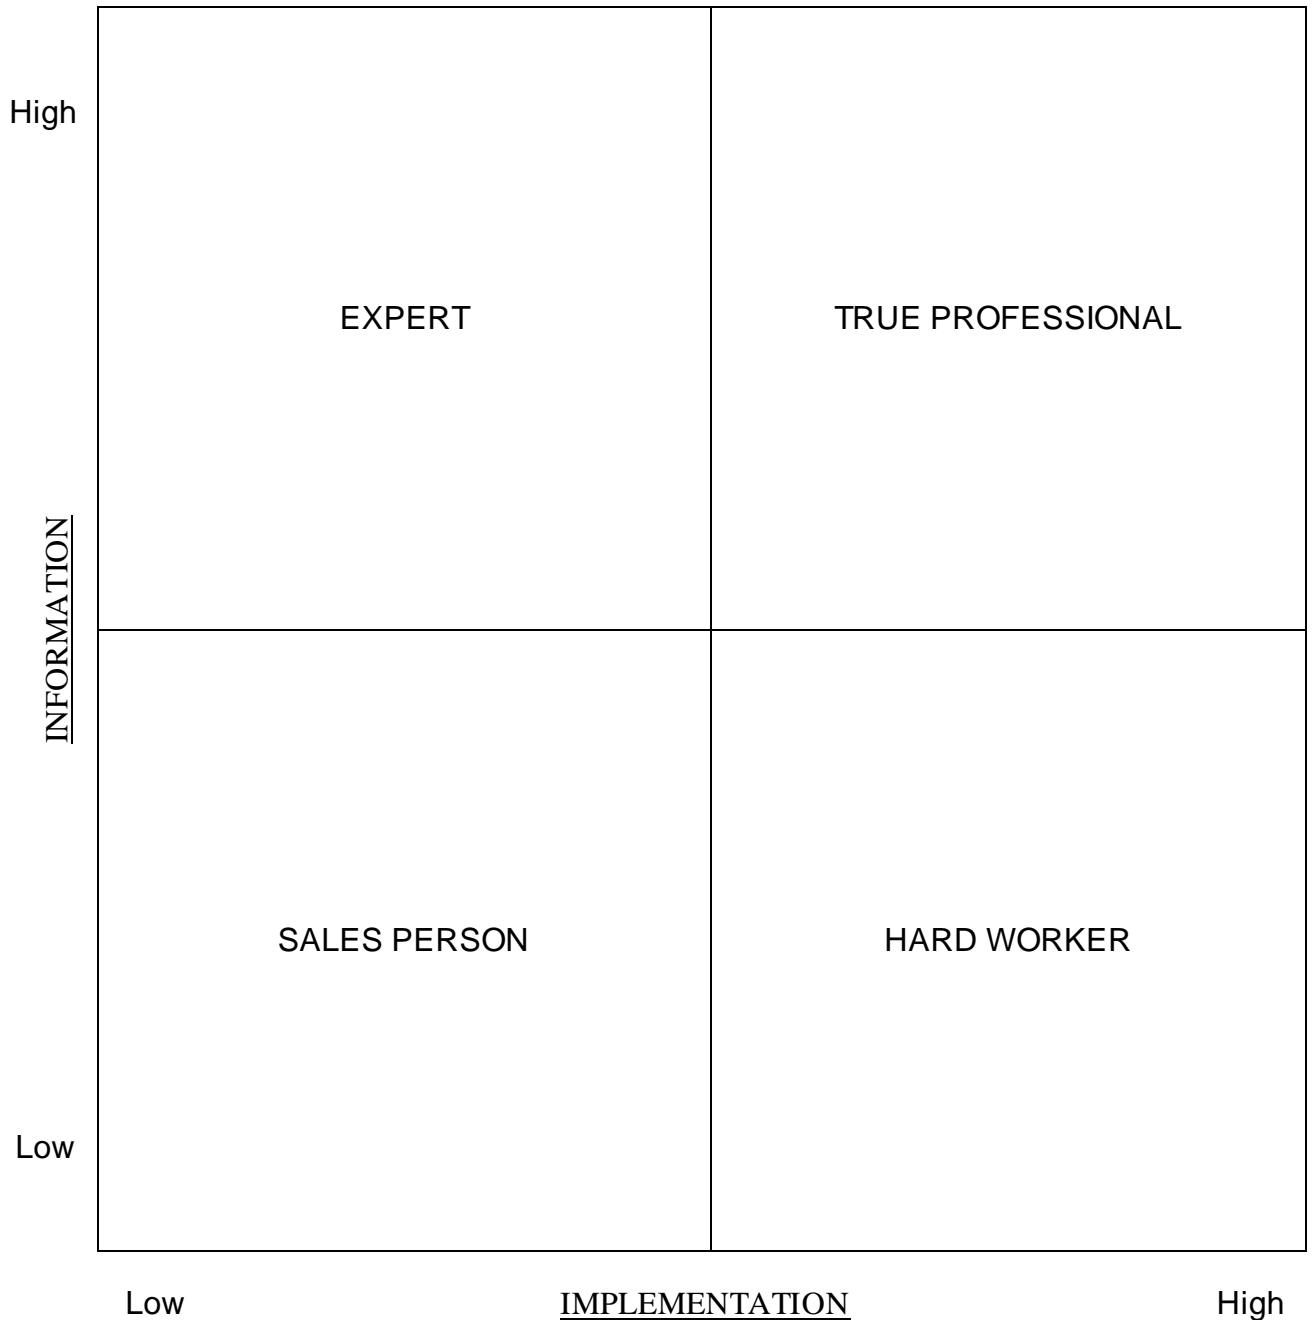 High
EXPERT
TRUE PROFESSIONAL
INFORMATION
SALES PERSON
HARD WORKER
Low
Low
IMPLEMENTATION
High